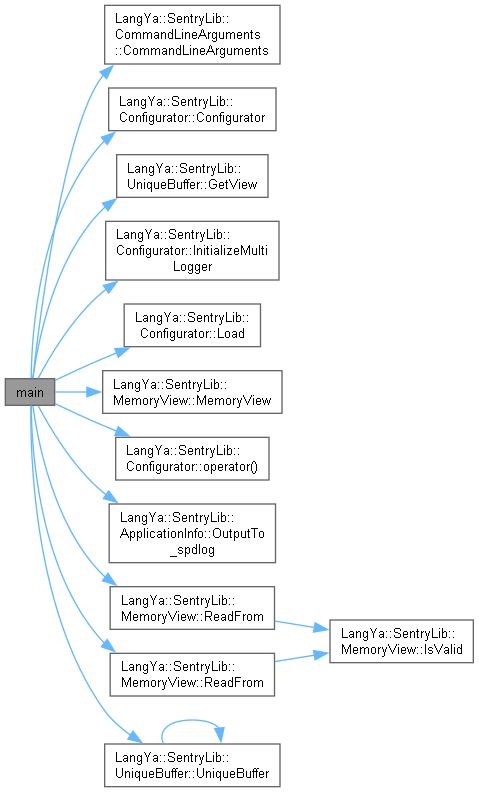 LangYa::SentryLib::
CommandLineArguments
::CommandLineArguments
LangYa::SentryLib::
Configurator::Configurator
LangYa::SentryLib::
UniqueBuffer::GetView
LangYa::SentryLib::
Configurator::InitializeMulti
Logger
LangYa::SentryLib::
Configurator::Load
main
LangYa::SentryLib::
MemoryView::MemoryView
LangYa::SentryLib::
Configurator::operator()
LangYa::SentryLib::
ApplicationInfo::OutputTo
_spdlog
LangYa::SentryLib::
MemoryView::ReadFrom
LangYa::SentryLib::
MemoryView::IsValid
LangYa::SentryLib::
MemoryView::ReadFrom
LangYa::SentryLib::
UniqueBuffer::UniqueBuffer